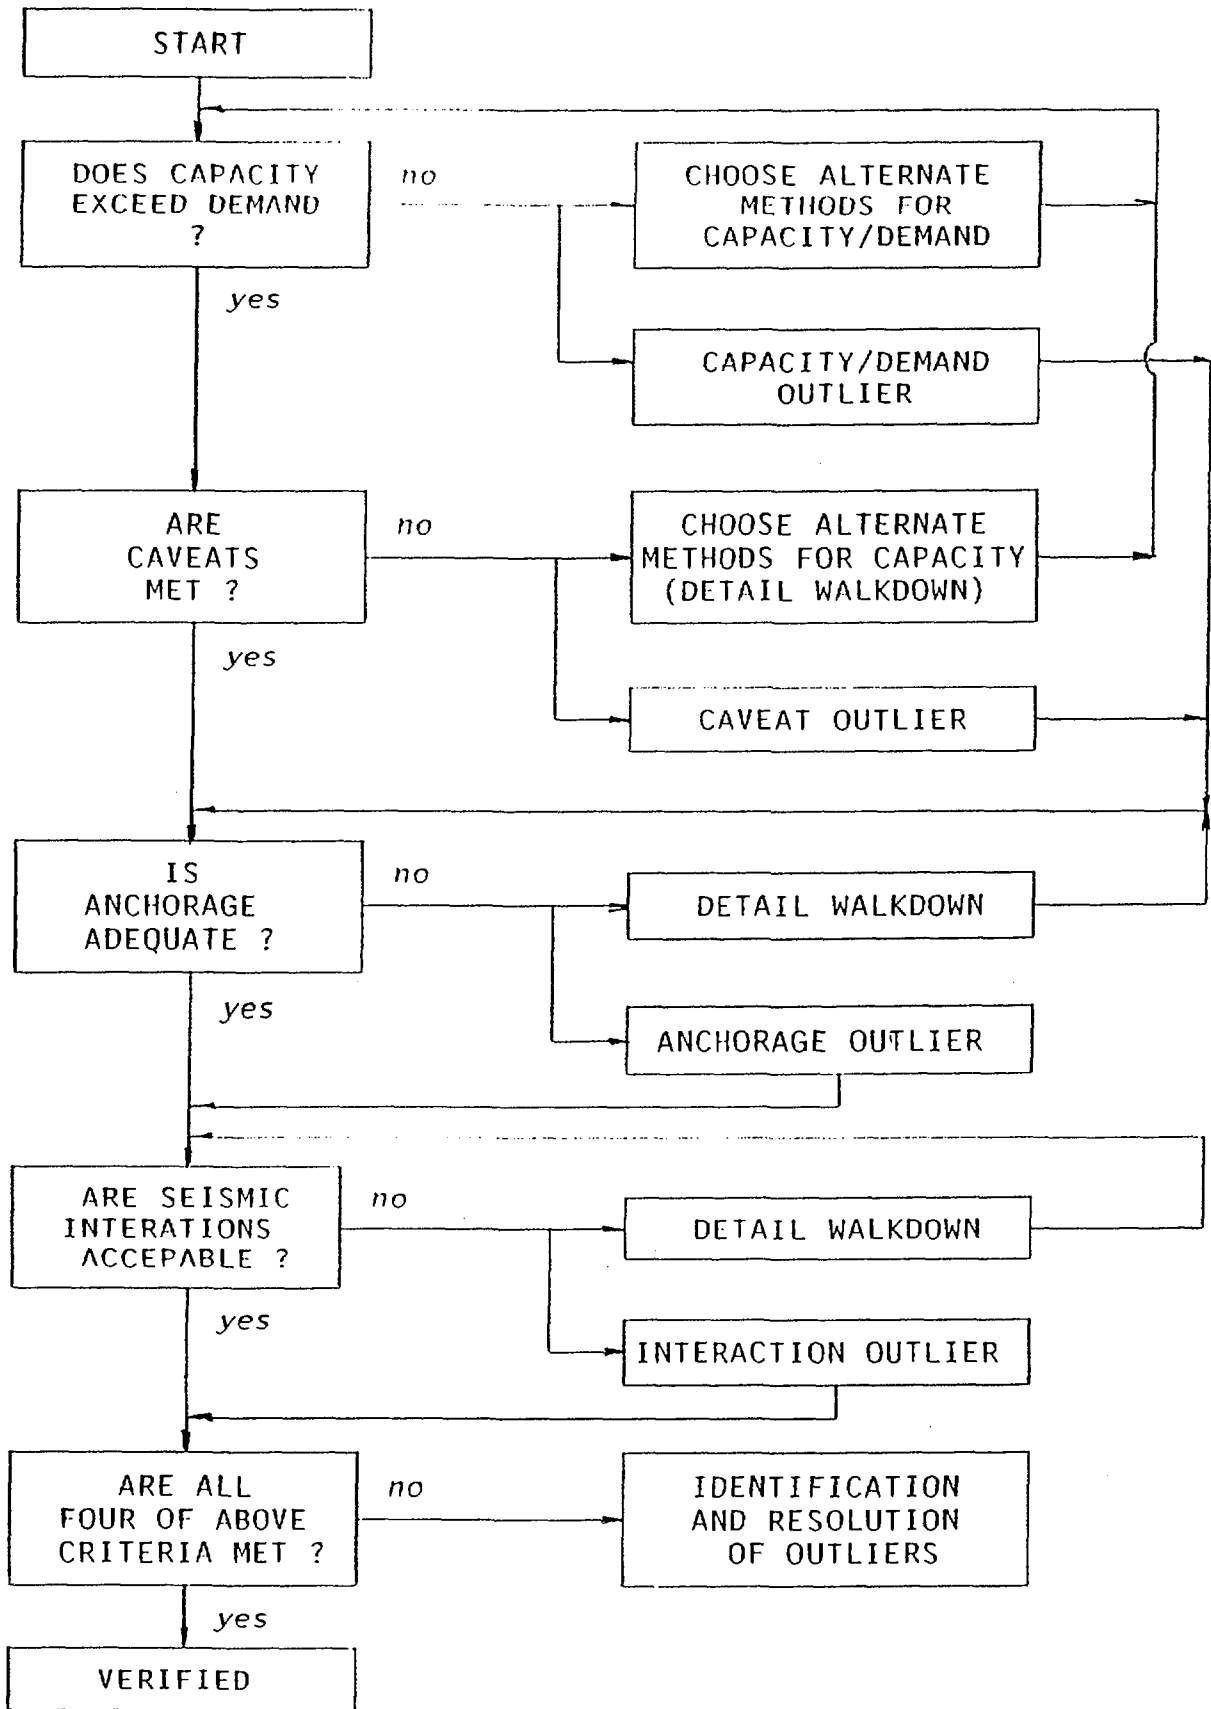 START
DOES CAPACITY
EXCEED DEMAND
?
no
CHOOSE ALTERNATE
METHODS FOR
CAPACITY/DEMAND
yes
CAPACITY/DEMAND
OUTLIER
ARE
CAVEATS
MET ?
no
CHOOSE ALTERNATE
METHODS FOR CAPACITY
(DETAIL WALKDOWN)
yes
CAVEAT OUTLIER
IS
ANCHORAGE
ADEQUATE ?
no
DETAIL WALKDOWN
yes
ANCHORAGE OUTLIER
ARE SEISMIC
INTERATIONS
ACCEPABLE ?
no
DETAIL WALKDOWN
yes
INTERACTION OUTLIER
ARE ALL
FOUR OF ABOVE
CRITERIA MET ?
no
IDENTIFICATION
AND RESOLUTION
OF OUTLIERS
yes
VERIFIED